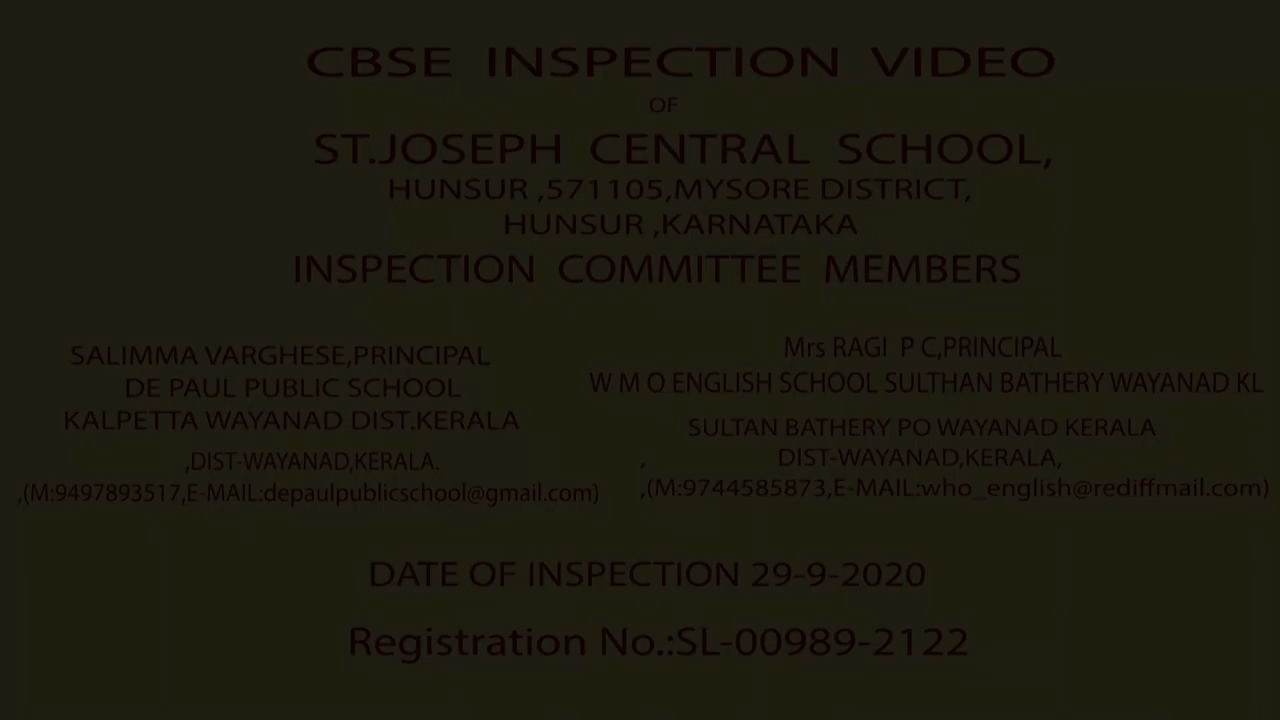 CBSE INSPECTION VIDEO
OF
ST.JOSEPH CENTRAL SCHOOL,
HUNSUR ,571105,MYSORE DISTRICT,
HUNSUR ,KARNATAKA
INSPECTION COMMITTEE MEMBERS
SALIMMA VARGHESE,PRINCIPAL
DE PAUL PUBLIC SCHOOL
KALPETTA WAYANAD DIST.KERALA
,DIST-WAYANAD,KERALA.
,(M:9497893517,E-MAIL:depaulpublicschool@gmail.com)
Mrs RAGI P C,PRINCIPAL
W M O ENGLISH SCHOOL SULTHAN BATHERY WAYANAD KL
SULTAN BATHERY PO WAYANAD KERALA
, DIST-WAYANAD,KERALA,
,(M:9744585873,E-MAIL:who_english@rediffmail.com)
DATE OF INSPECTION 29-9-2020
Registration No.:SL-00989-2122